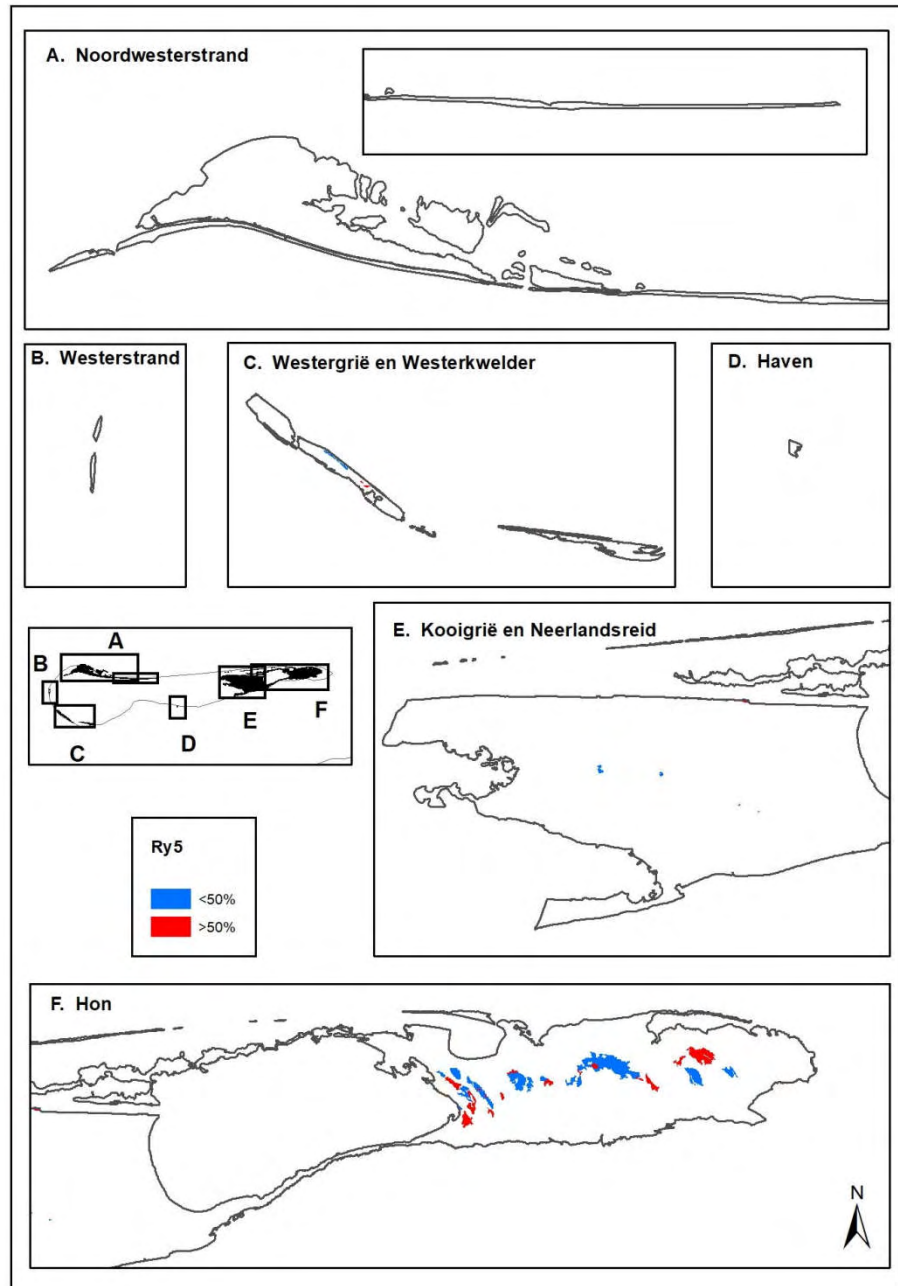 A. Noordwesterstrand
B. Westerstrand
C. Westergrië en Westerkwelder
D. Haven
A
B
C
D
E
F
E. Kooigrië en Neerlandsreid
Ry5
<50%
>50%
F. Hon
N